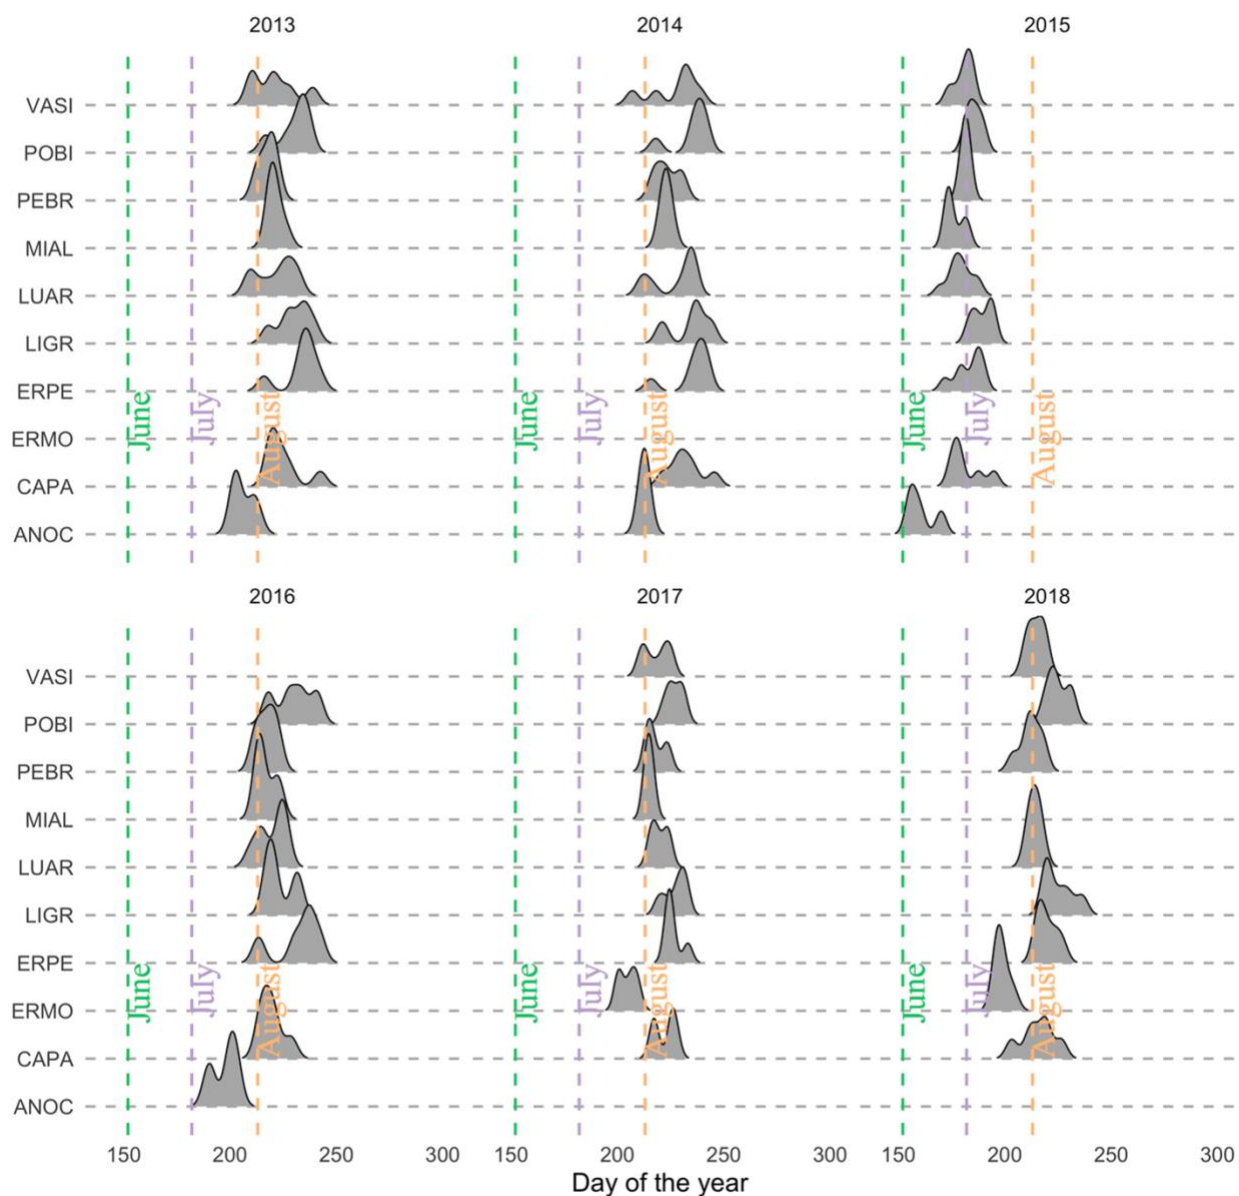 2013 2014 2015
VASI
POBI
PEBR
MIAL
LUAR
LIGR
ERPE
ERMO
CAPA
ANOC
June July August June July August June July August
2016 2017 2018
VASI
POBI
PEBR
MIAL
LUAR
LIGR
ERPE
ERMO
CAPA
ANOC
June July August June July August June July August
150 200 250 300 150 200 250 300 150 200 250 300
Day of the year